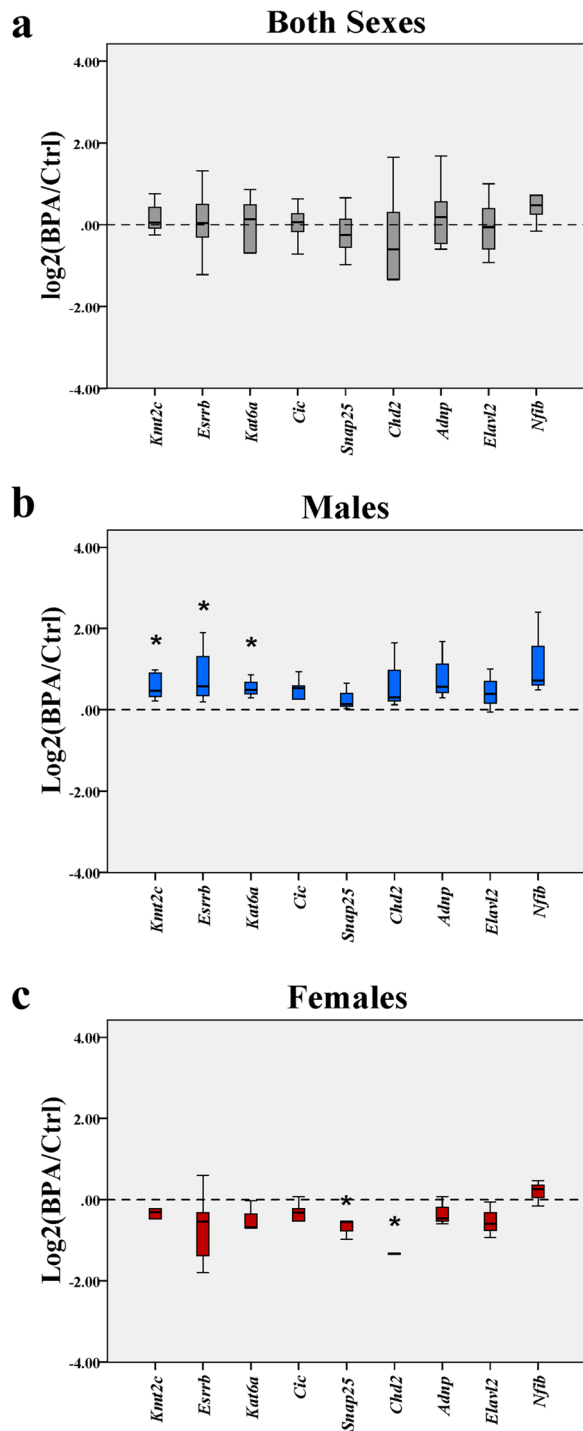 a
Both Sexes
log2(BPA/Ctrl)
4.00
2.00
.00
-2.00
-4.00
Kmt2c
Esrrb
Kat6a
Cic
Snap25
Chd2
Adnp
Elavl2
Nfib
b
Males
Log2(BPA/Ctrl)
4.00
2.00
.00
-2.00
-4.00
*
*
*
Kmt2c
Esrrb
Kat6a
Cic
Snap25
Chd2
Adnp
Elavl2
Nfib
c
Females
Log2(BPA/Ctrl)
4.00
2.00
.00
-2.00
-4.00
*
*
Kmt2c
Esrrb
Kat6a
Cic
Snap25
Chd2
Adnp
Elavl2
Nfib